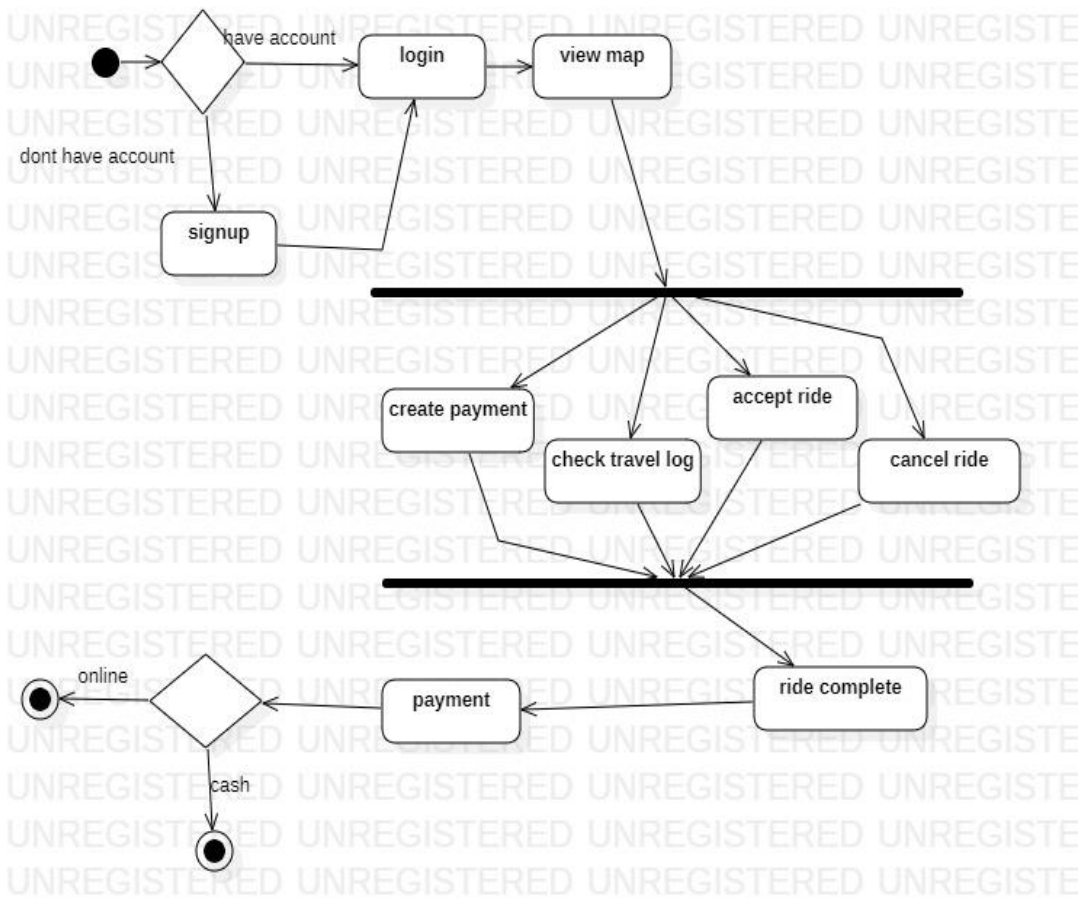 have account
login
view map
dont have account
signup
create payment
accept ride
check travel log
cancel ride
online
payment
ride complete
cash
UNREGISTERED